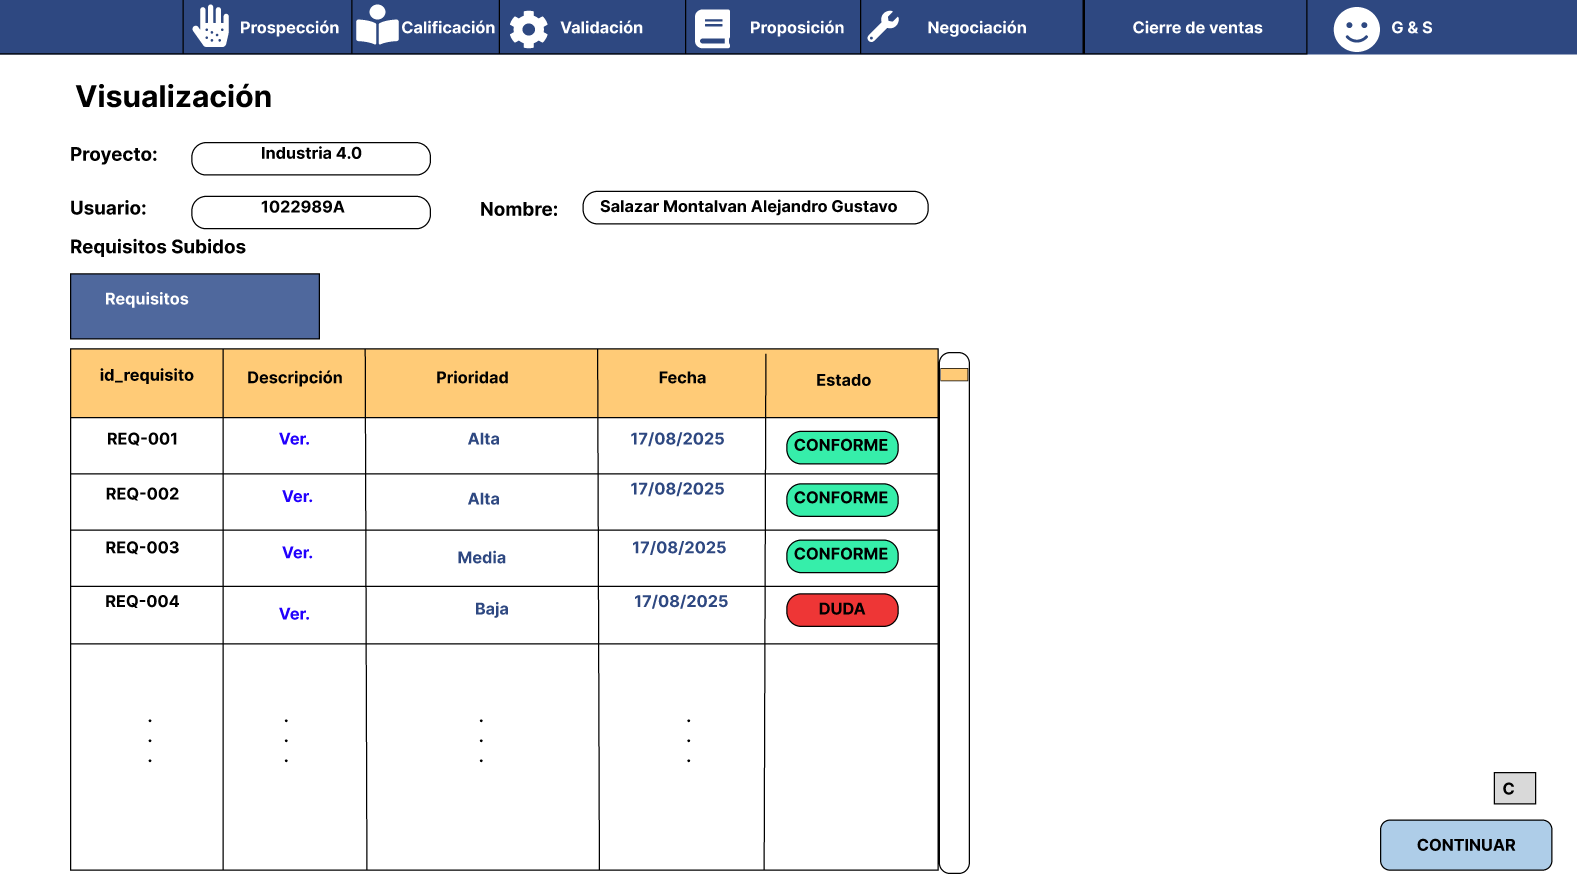 Prospección Calificación Validación Proposición Negociación Cierre de ventas G & S
Visualización
Proyecto: Industria 4.0
Usuario: 1022989A Nombre: Salazar Montalvan Alejandro Gustavo
Requisitos Subidos
Requisitos
id_requisito Descripción Prioridad Fecha Estado
REQ-001 Ver. Alta 17/08/2025 CONFORME
REQ-002 Ver. Alta 17/08/2025 CONFORME
REQ-003 Ver. Media 17/08/2025 CONFORME
REQ-004 Ver. Baja 17/08/2025 DUDA
. . . .
. . . .
. . . .
C
CONTINUAR